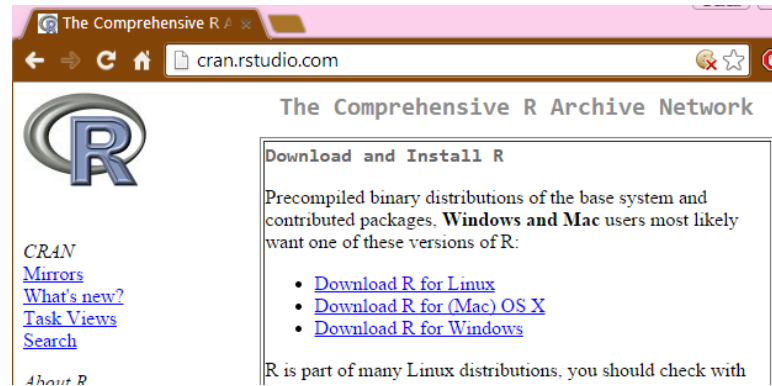 The Comprehensive R A
cran.rstudio.com
R
The Comprehensive R Archive Network
Download and Install R
Precompiled binary distributions of the base system and
contributed packages, Windows and Mac users most likely
want one of these versions of R:
• Download R for Linux
• Download R for (Mac) OS X
• Download R for Windows
R is part of many Linux distributions, you should check with
CRAN
Mirrors
What's new?
Task Views
Search
About R